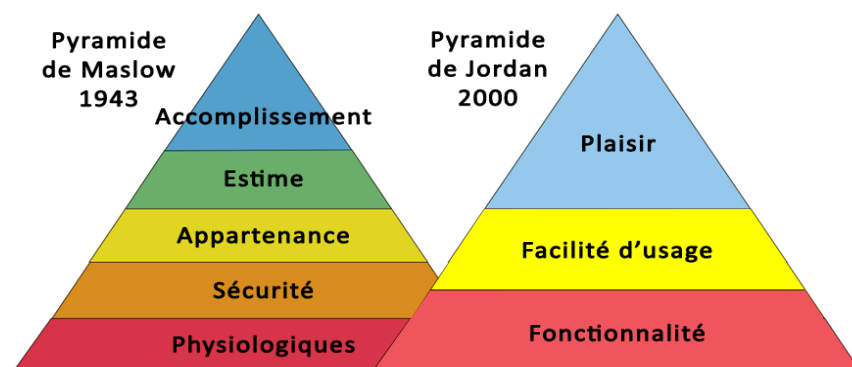 Pyramide
de Maslow
1943
Accomplissement
Estime
Appartenance
Sécurité
Physiologiques
Pyramide
de Jordan
2000
Plaisir
Facilité d’usage
Fonctionnalité